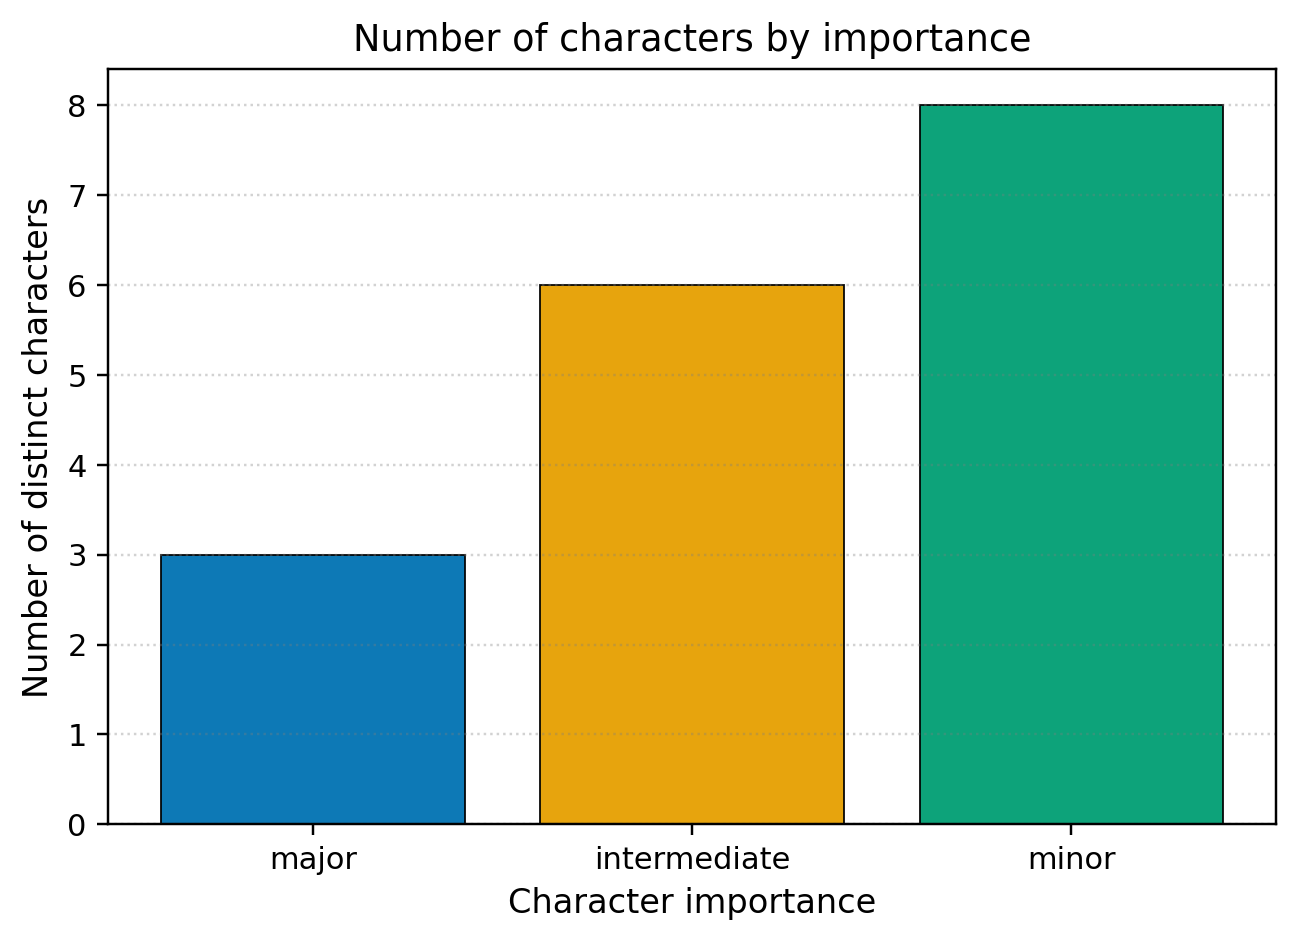 Number of characters by importance
Number of distinct characters
8
7
6
5
4
3
2
1
0
major intermediate minor
Character importance